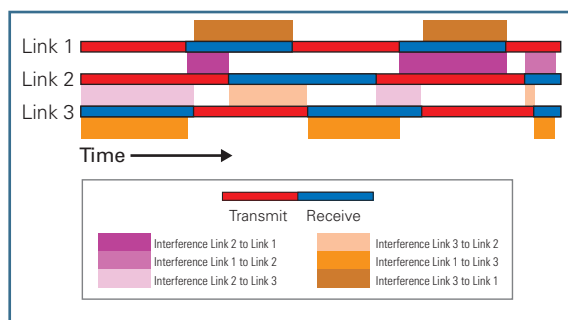 Link 1
Link 2
Link 3
Time
Transmit Receive
Interference Link 2 to Link 1
Interference Link 3 to Link 2
Interference Link 1 to Link 2
Interference Link 1 to Link 3
Interference Link 2 to Link 3
Interference Link 3 to Link 1